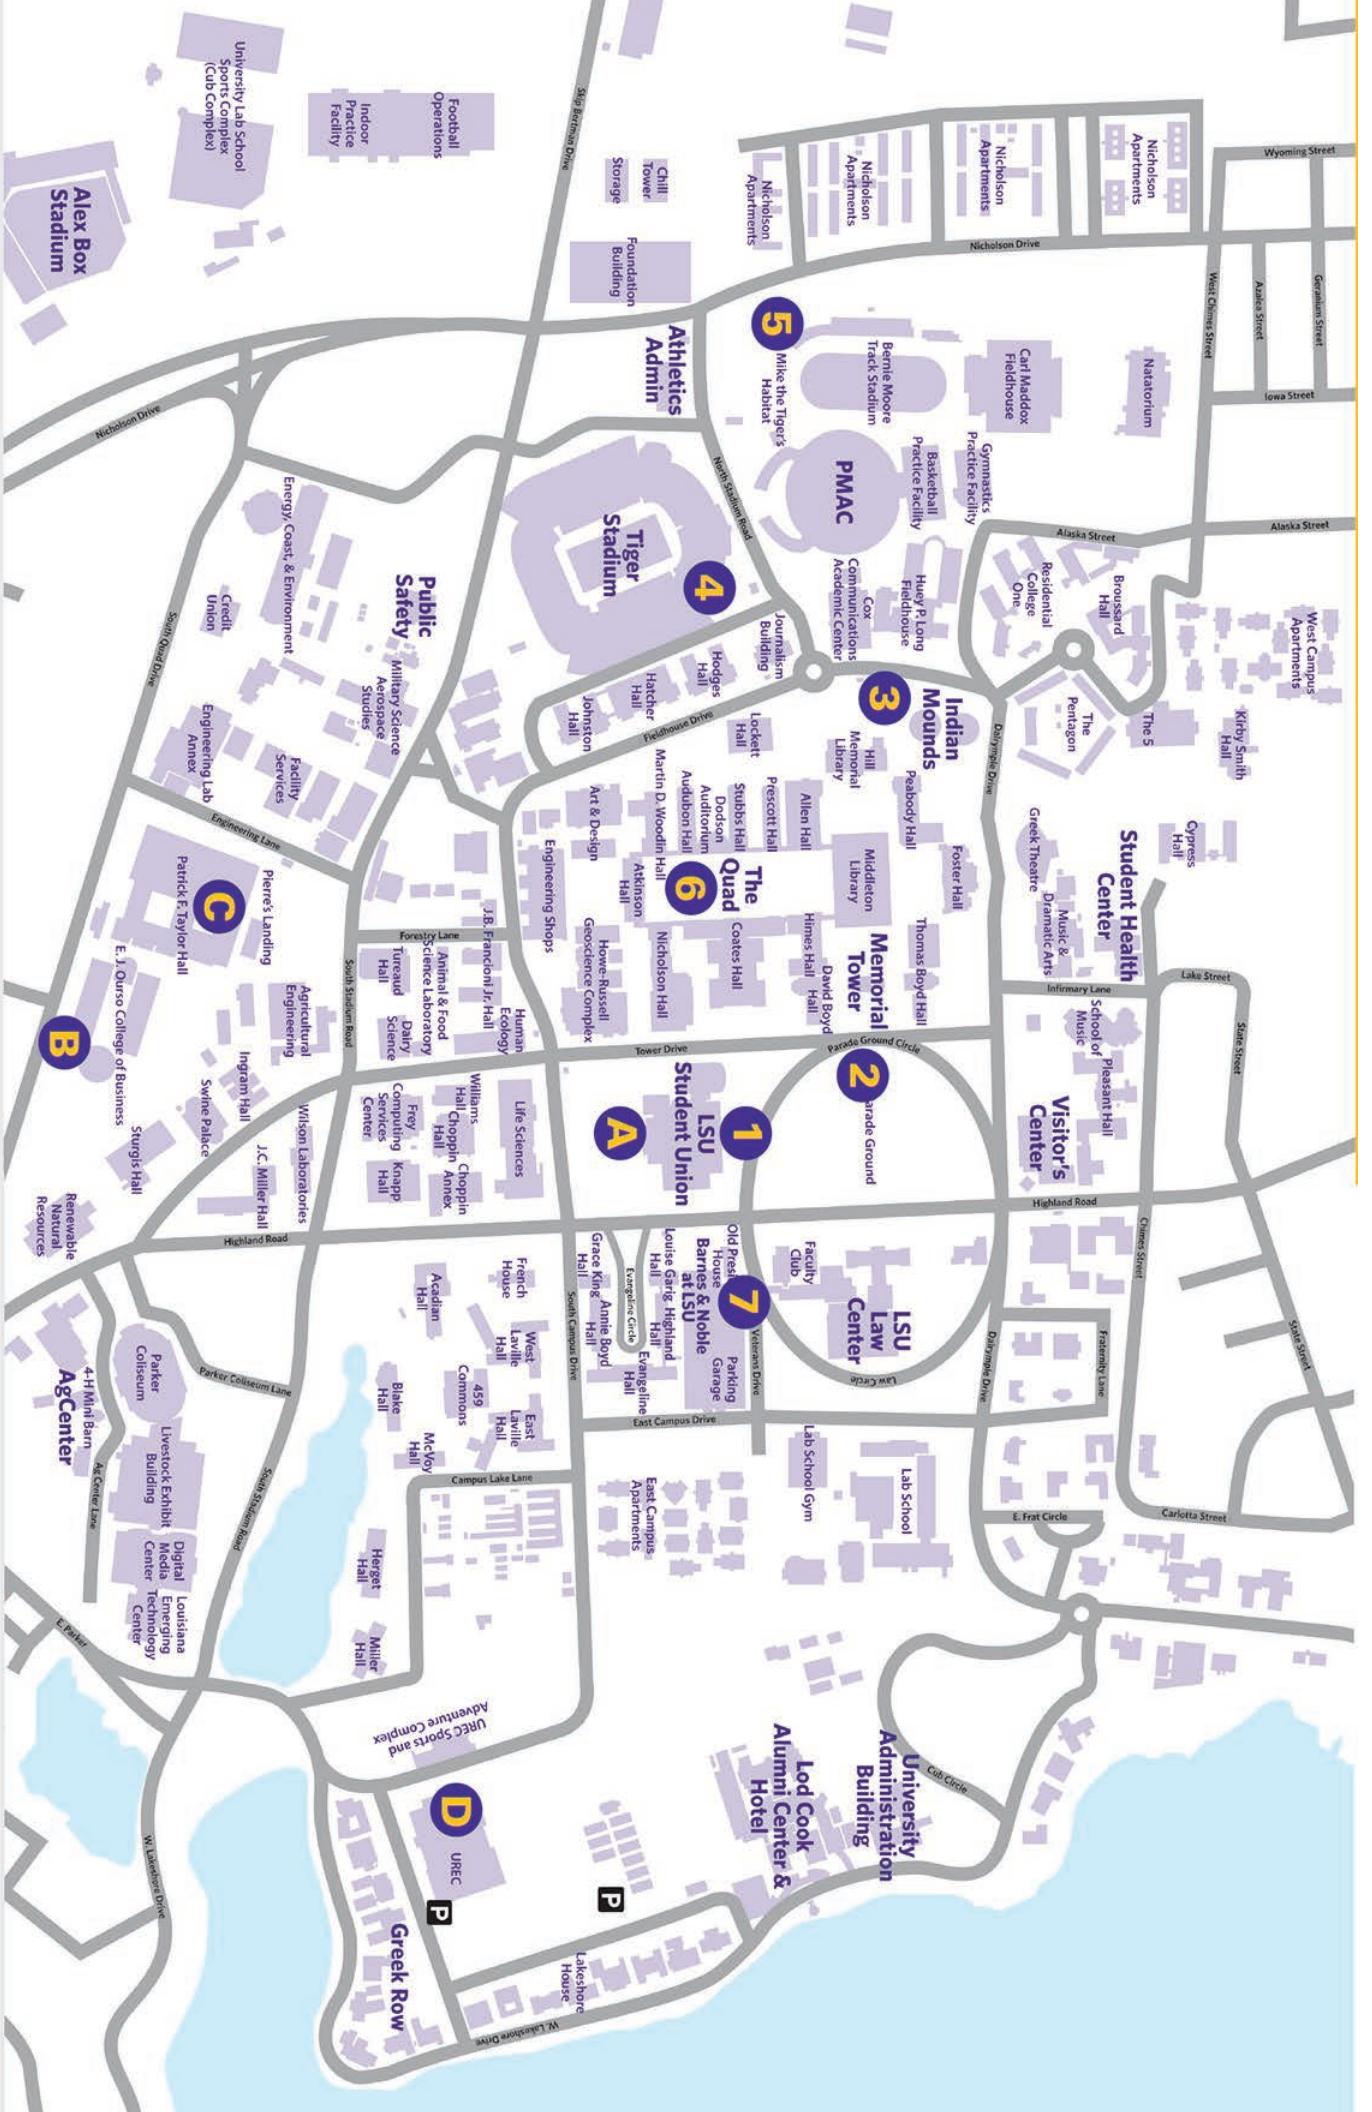 Wyoming Street
Geranium Street
Azalea Street
Iowa Street
West Chimes Street
Alaska Street
Alaska Street
Nicholson
Apartments
Nicholson
Apartments
Nicholson
Apartments
Nicholson
Apartments
Nicholson Drive
Natatorium
Carl Maddox
Fieldhouse
Bernie Moore
Track Stadium
5
Mike the Tiger's
Habitat
Gymnastics
Practice Facility
Basketball
Practice Facility
PMAC
Huey P. Long
Fieldhouse
Cox
Communications
Academic Center
Residential
College
One
Broussard
Hall
West Campus
Apartments
Kirby Smith
Hall
The 5
The
Pentagon
Dalrymple Drive
Indian
Mounds
3
Hill
Memorial
Library
Peabody Hall
Foster Hall
Greek Theatre
Music &
Dramatic Arts
Student Health
Center
Cypress
Hall
Lake Street
Infirmary Lane
State Street
School of
Music
Pleasant Hall
Visitor's
Center
Highland Road
Chimes Street
State Street
Fraternity Lane
Dalrymple Drive
E. Frat Circle
Carlotta Street
Chill
Tower
Storage
Foundation
Building
Skip Bertman Drive
Athletics
Admin
North Stadium Road
Tiger
Stadium
4
Journalism
Building
Hodges
Hall
Hatcher
Hall
Johnston
Hall
Fieldhouse Drive
Lockett
Hall
Allen Hall
Prescott Hall
Stubbs Hall
Dodson
Auditorium
Audubon Hall
Martin D. Woodin Hall
Art & Design
Middleton
Library
The
Quad
6
Atkinson
Hall
Engineering Shops
Thomas Boyd Hall
Memorial
Tower
David Boyd
Hall
Himes Hall
Coates Hall
Nicholson Hall
Howe-Russell
Geoscience Complex
Parade Ground Circle
Tower Drive
2
arade Ground
1
LSU
Student Union
A
LSU
Law
Center
Faculty
Club
Law Circle
Old Presi
House
7
Barnes & Noble
at LSU
Parking
Garage
Veterans Drive
Louise Garig
Hall
Highland
Hall
Evangeline Circle
Grace King
Hall
Annie Boyd
Hall
Evangeline
Hall
East Campus Drive
South Campus Drive
Lab School Gym
Lab School
East Campus
Apartments
University
Administration
Building
Cub Circle
Lod Cook
Alumni Center &
Hotel
P
Lakeshore
House
W. Lakeshore Drive
Football
Operations
Indoor
Practice
Facility
University Lab School
Sports Complex
(Cub Complex)
Alex Box
Stadium
Nicholson Drive
Public
Safety
Energy, Coast, & Environment
Credit
Union
South Quad Drive
Military Science
Aerospace
Studies
Facility
Services
Engineering Lab
Annex
Engineering Lane
Pierre's Landing
C
Patrick F. Taylor Hall
Forestry Lane
South Stadium Road
J.B. Francioni Jr. Hall
Animal & Food
Science Laboratory
Tureaud
Hall
Human
Ecology
Dairy
Science
Agricultural
Engineering
E. J. Ourso College of Business
B
Ingram Hall
Swine Palace
Sturgis Hall
Life Sciences
Williams
Hall
Choppin
Hall
Choppin
Annex
Frey
Computing
Services
Center
Knapp
Hall
Wilson Laboratories
J.C. Miller Hall
Renewable
Natural
Resources
Highland Road
French
House
Acadian
Hall
West
Laville
Hall
East
Laville
Hall
459
Commons
Blake
Hall
McVoy
Hall
Campus Lake Lane
Herget
Hall
Miller
Hall
Parker Coliseum Lane
Parker
Coliseum
4-H Mini Barn
AgCenter
Ag Center Lane
Livestock Exhibit
Building
Digital
Media
Center
Louisiana
Emerging
Technology
Center
South Stadium Road
E. Parker
UREC Sports and
Adventure Complex
D
UREC
P
Greek Row
W. Lakeshore Drive